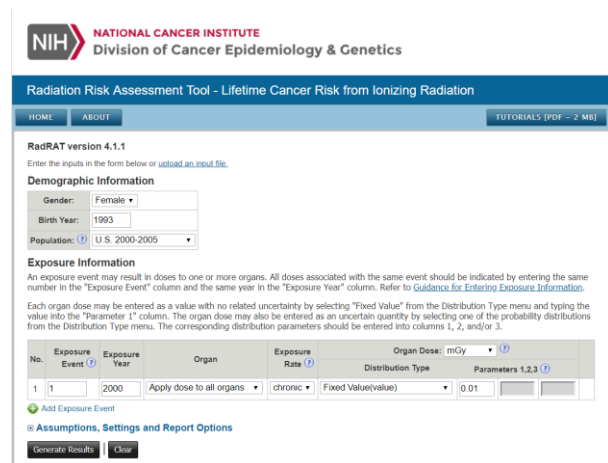 NIH
NATIONAL CANCER INSTITUTE
Division of Cancer Epidemiology & Genetics
Radiation Risk Assessment Tool - Lifetime Cancer Risk from Ionizing Radiation
HOME ABOUT TUTORIALS [PDF - 2 MB]
RadRAT version 4.1.1
Enter the inputs in the form below or upload an input file.
Demographic Information
Gender: Female
Birth Year: 1993
Population: (?) U.S. 2000-2005
Exposure Information
An exposure event may result in doses to one or more organs. All doses associated with the same event should be indicated by entering the same
number in the "Exposure Event" column and the same year in the "Exposure Year" column. Refer to Guidance for Entering Exposure Information.
Each organ dose may be entered as a value with no related uncertainty by selecting "Fixed Value" from the Distribution Type menu and typing the
value into the "Parameter 1" column. The organ dose may also be entered as an uncertain quantity by selecting one of the probability distributions
from the Distribution Type menu. The corresponding distribution parameters should be entered into columns 1, 2, and/or 3.
No. Exposure Event (?) Exposure Year Organ Exposure Rate (?) Organ Dose: mGy (?)
Distribution Type Parameters 1,2,3 (?)
1 1 2000 Apply dose to all organs chronic Fixed Value(value) 0.01
Add Exposure Event
Assumptions, Settings and Report Options
Generate Results Clear